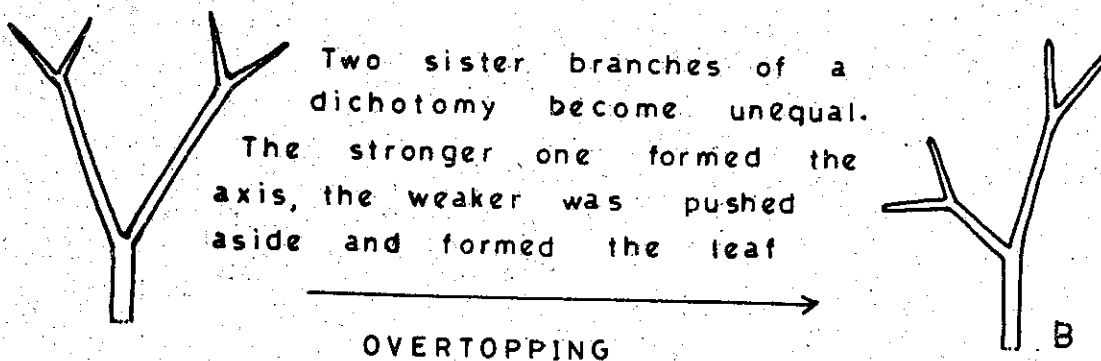 Two sister branches of a
dichotomy become unequal.
The stronger one formed the
axis, the weaker was pushed
aside and formed the leaf
OVERTOPPING
B